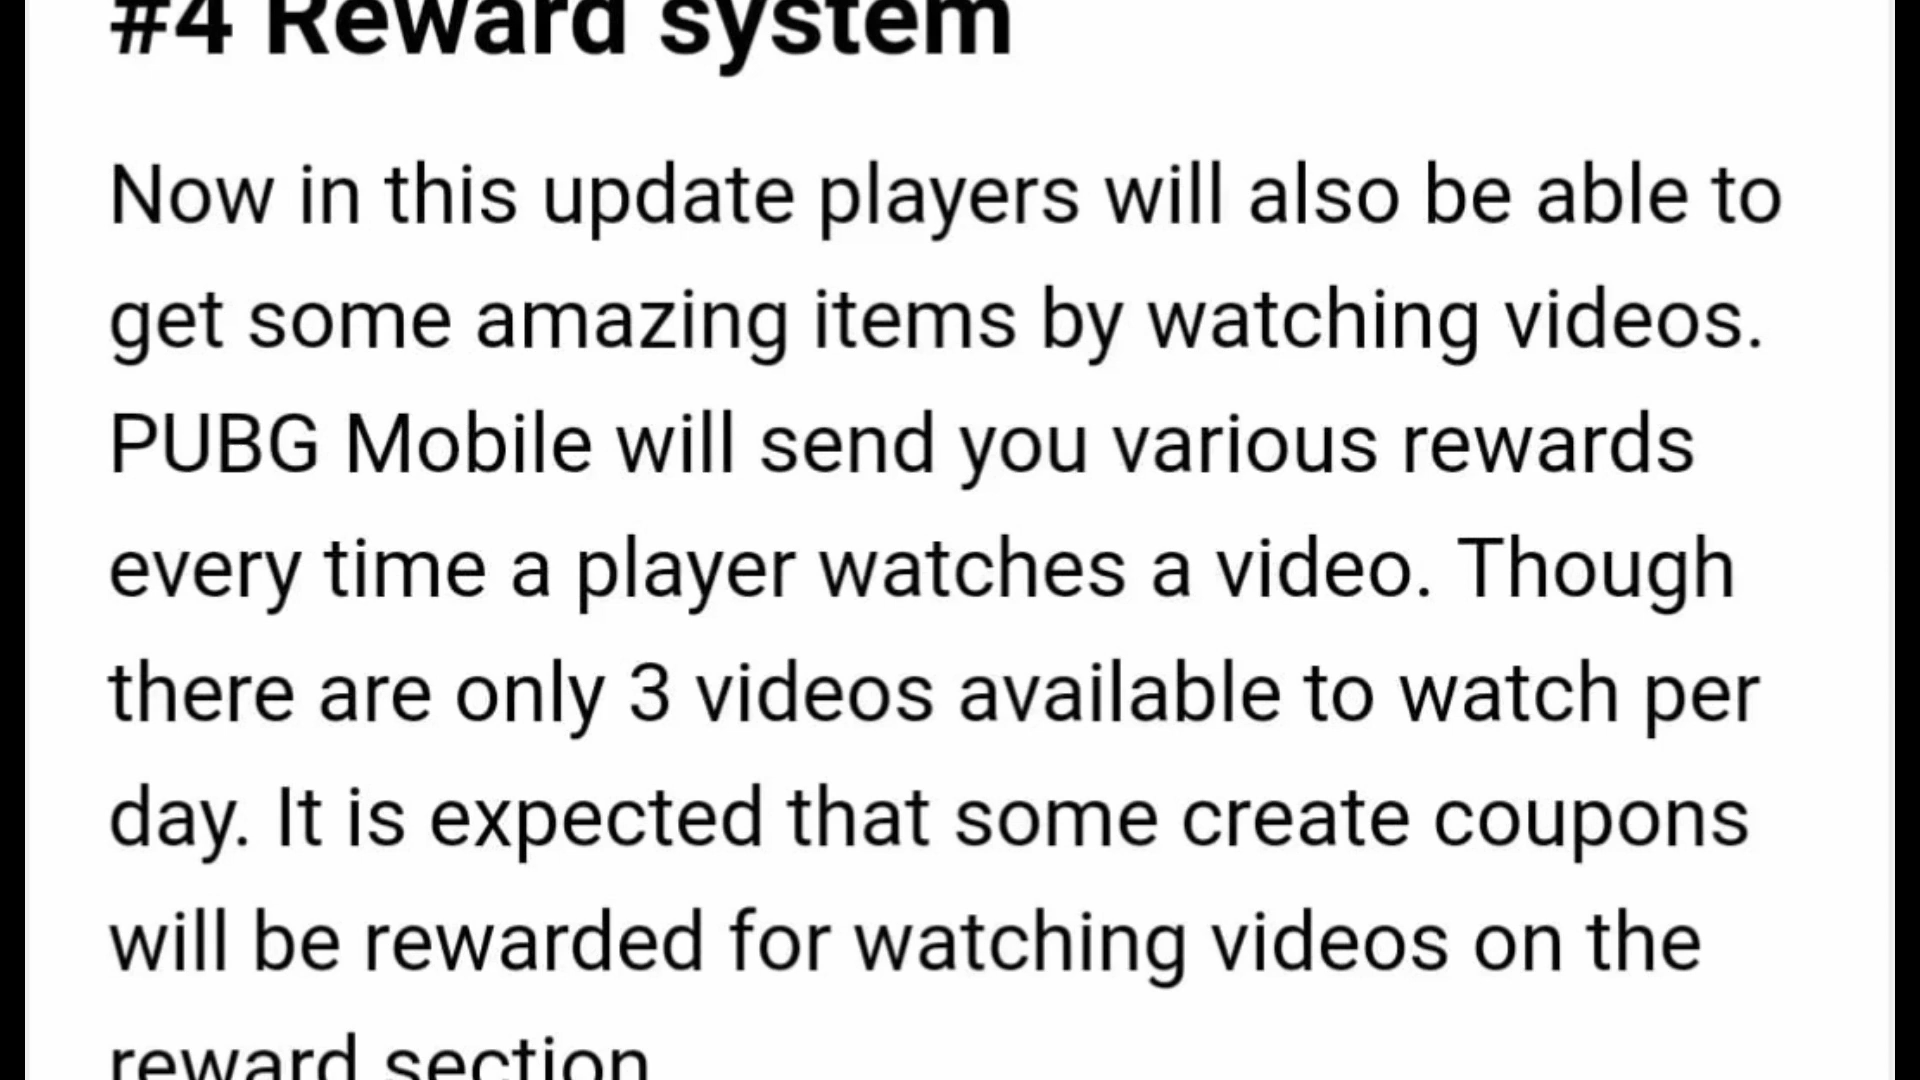 #4 Reward system
Now in this update players will also be able to
get some amazing items by watching videos.
PUBG Mobile will send you various rewards
every time a player watches a video. Though
there are only 3 videos available to watch per
day. It is expected that some create coupons
will be rewarded for watching videos on the
reward section